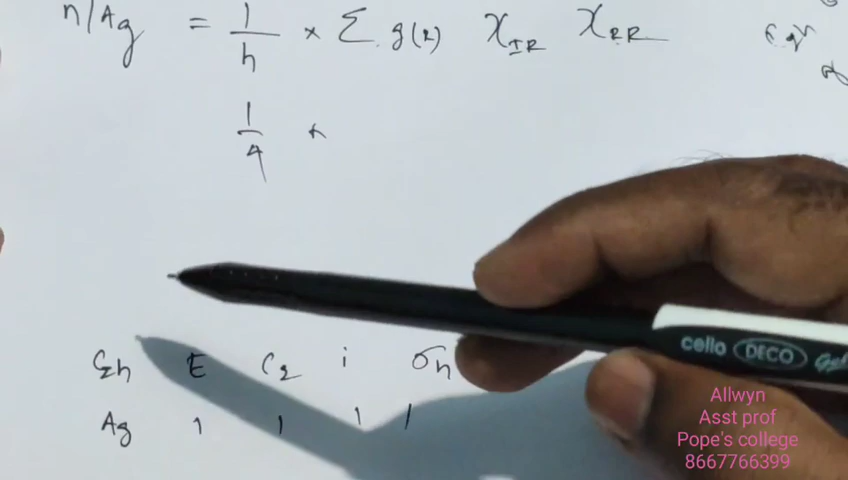 n/Ag = 1/h × Σ g(R) χIR χRR
1/4 ×
cello DECO Gel
C2h E C2 i σh
Ag 1 1 1 1
Allwyn
Asst prof
Pope's college
8667766399